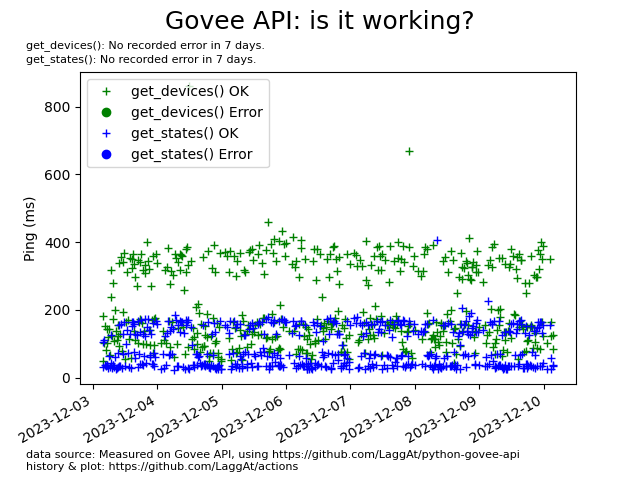 Govee API: is it working?
get_devices(): No recorded error in 7 days.
get_states(): No recorded error in 7 days.
get_devices() OK
get_devices() Error
get_states() OK
get_states() Error
Ping (ms)
800
600
400
200
0
2023-12-03
2023-12-04
2023-12-05
2023-12-06
2023-12-07
2023-12-08
2023-12-09
2023-12-10
data source: Measured on Govee API, using https://github.com/LaggAt/python-govee-api
history & plot: https://github.com/LaggAt/actions